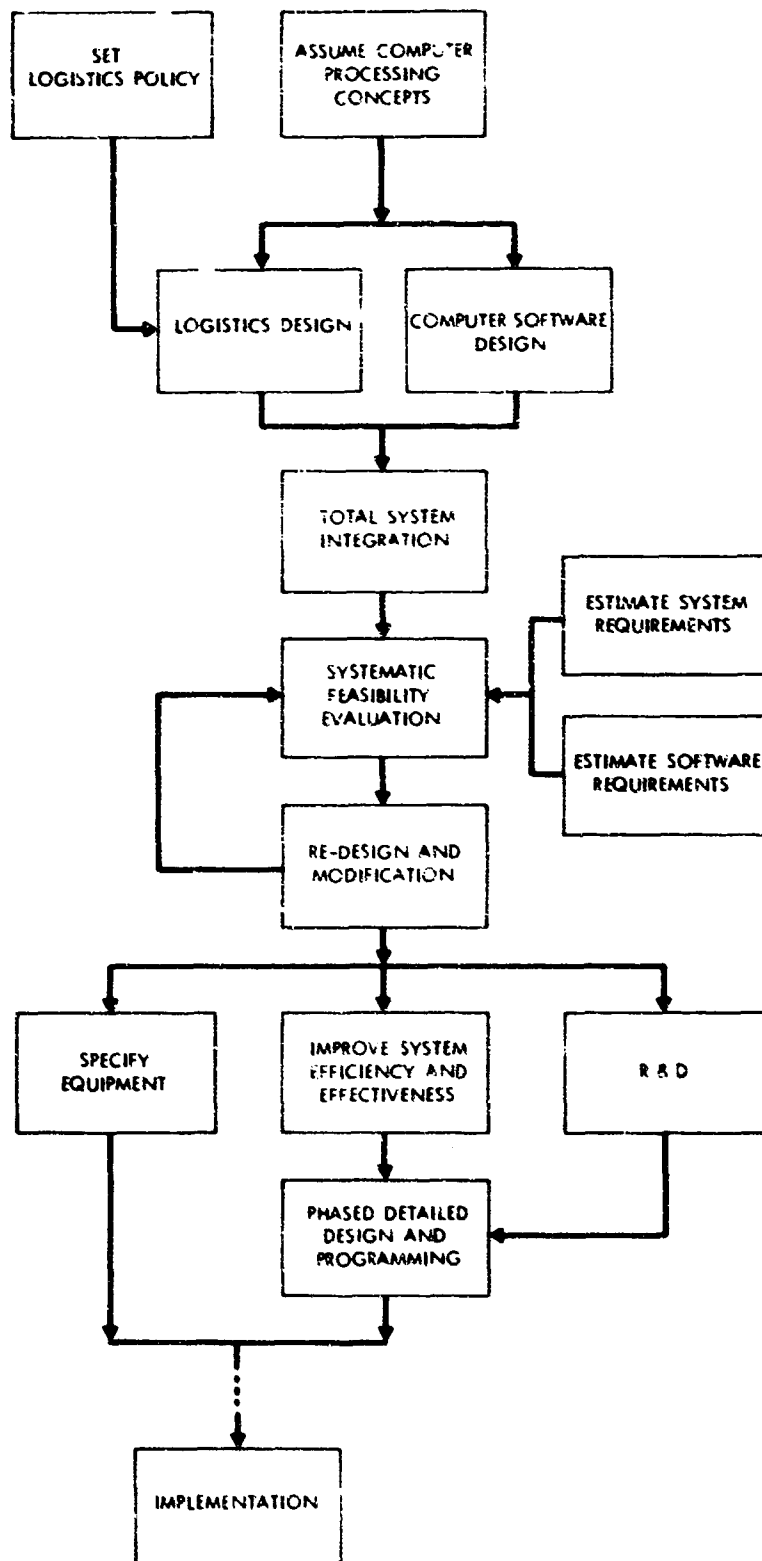 SET
LOGISTICS POLICY
ASSUME COMPUTER
PROCESSING
CONCEPTS
LOGISTICS DESIGN
COMPUTER SOFTWARE
DESIGN
TOTAL SYSTEM
INTEGRATION
ESTIMATE SYSTEM
REQUIREMENTS
SYSTEMATIC
FEASIBILITY
EVALUATION
ESTIMATE SOFTWARE
REQUIREMENTS
RE-DESIGN AND
MODIFICATION
SPECIFY
EQUIPMENT
IMPROVE SYSTEM
EFFICIENCY AND
EFFECTIVENESS
R & D
PHASED DETAILED
DESIGN AND
PROGRAMMING
IMPLEMENTATION